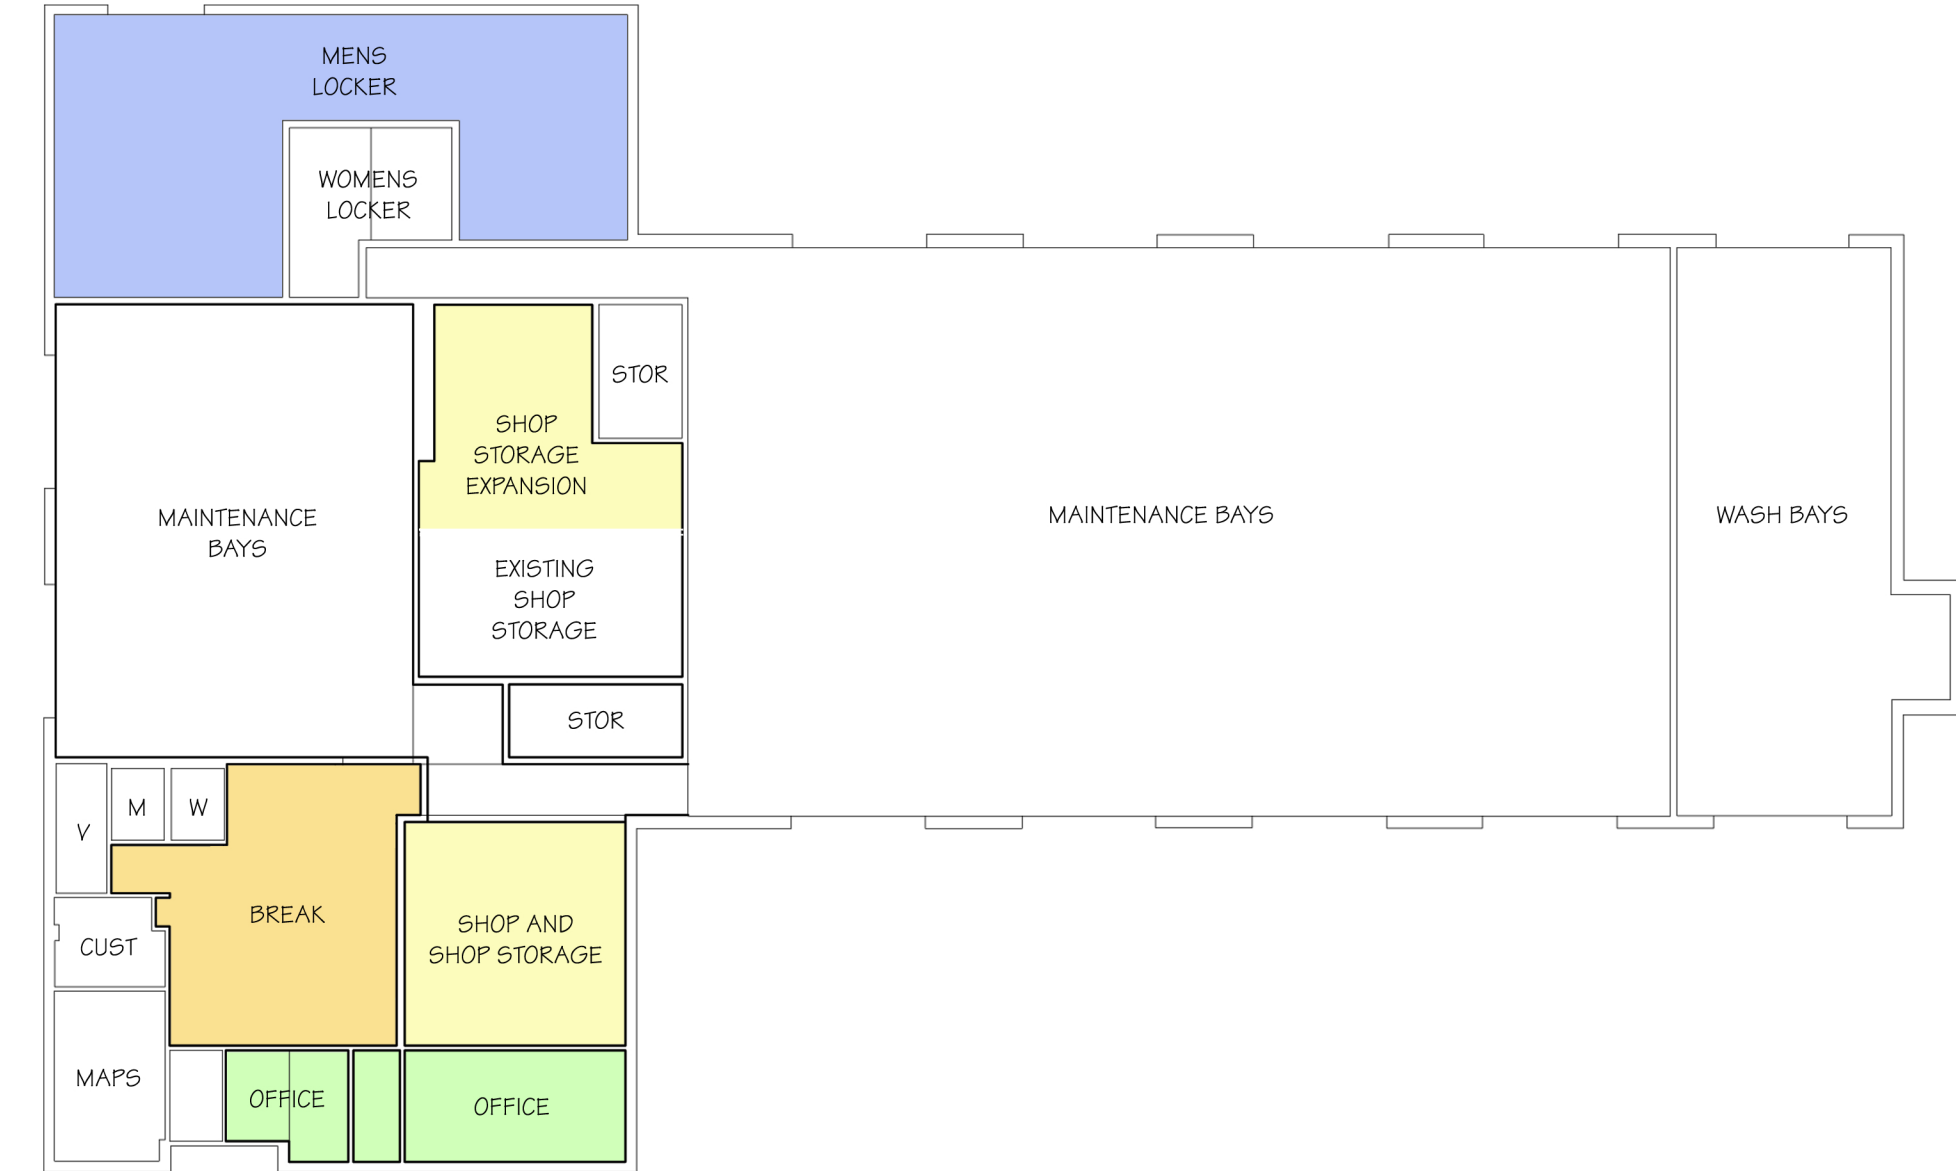 MENS
LOCKER
WOMENS
LOCKER
STOR
SHOP
STORAGE
EXPANSION
MAINTENANCE
BAYS
MAINTENANCE BAYS
WASH BAYS
EXISTING
SHOP
STORAGE
STOR
M
W
V
BREAK
SHOP AND
SHOP STORAGE
CUST
MAPS
OFFICE
OFFICE